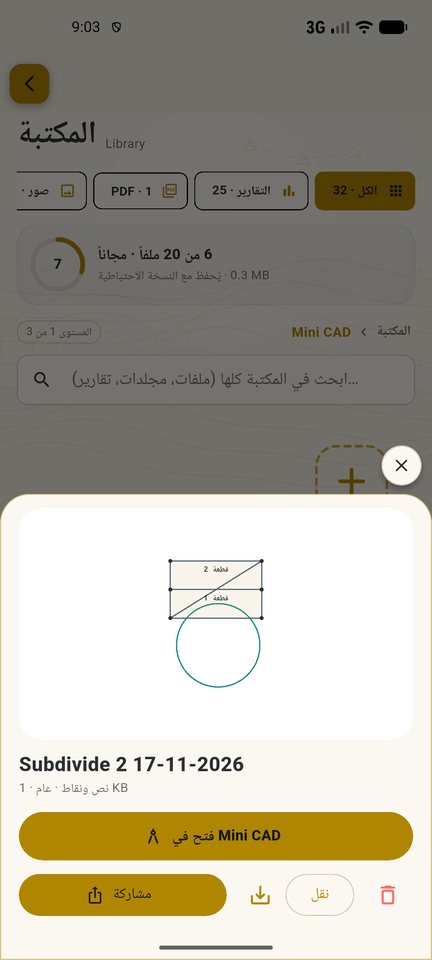 9:03 3G
المكتبة Library
الكل · 32 التقارير · 25 PDF · 1 صور ·
6 من 20 ملفاً · مجاناً
7
0.3 MB · يُحفظ مع النسخة الاحتياطية
المكتبة Mini CAD المستوى 1 من 3
ابحث في المكتبة كلها (ملفات، مجلدات، تقارير)...
قطعة 2
قطعة 1
Subdivide 2 17-11-2026
نص ونقاط · عام · 1 KB
فتح في Mini CAD
نقل مشاركة